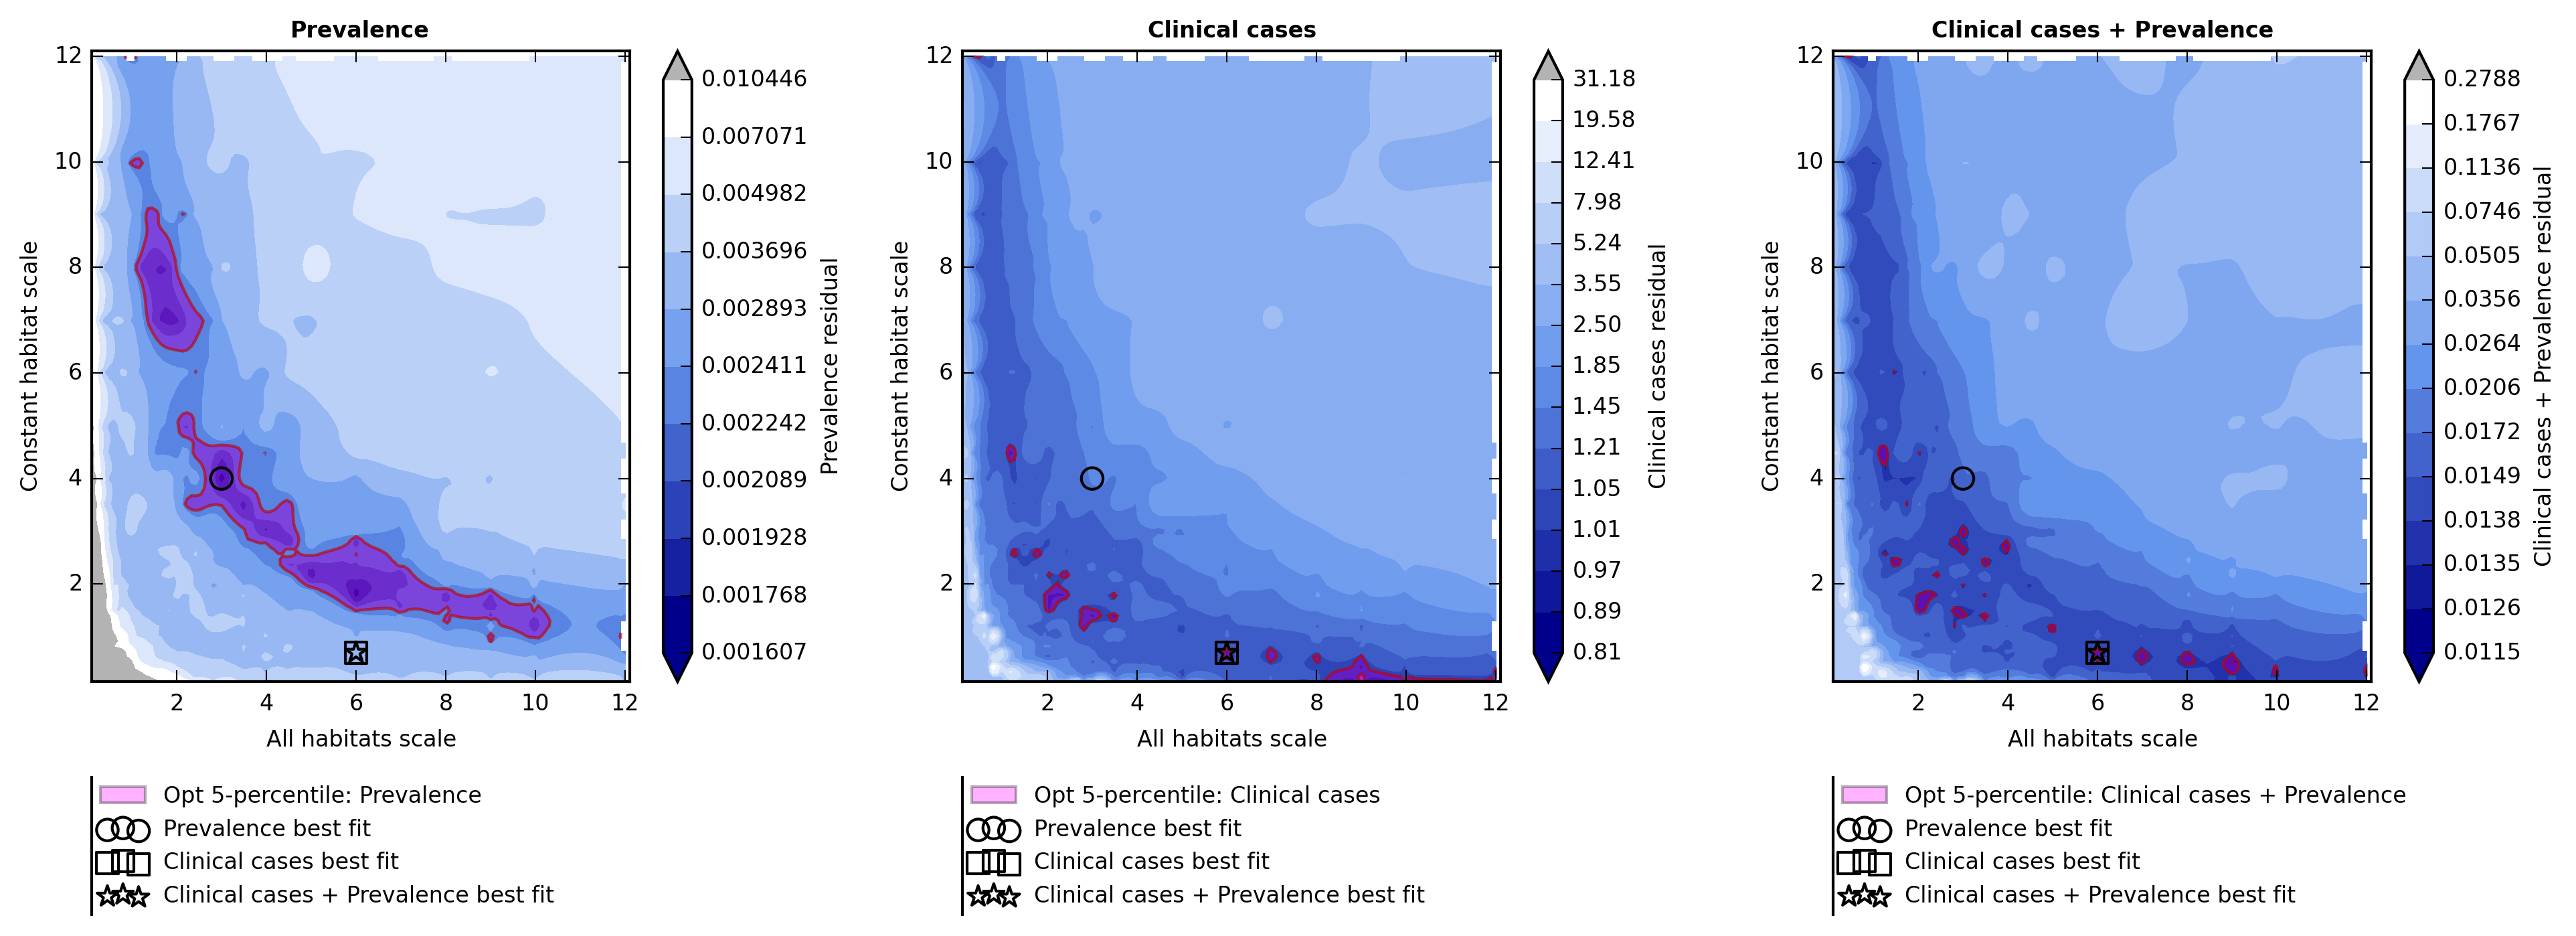 Prevalence
12
10
8
6
4
2
2 4 6 8 10 12
Constant habitat scale
All habitats scale
0.010446
0.007071
0.004982
0.003696
0.002893
0.002411
0.002242
0.002089
0.001928
0.001768
0.001607
Prevalence residual
Opt 5-percentile: Prevalence
Prevalence best fit
Clinical cases best fit
Clinical cases + Prevalence best fit
Clinical cases
12
10
8
6
4
2
2 4 6 8 10 12
Constant habitat scale
All habitats scale
31.18
19.58
12.41
7.98
5.24
3.55
2.50
1.85
1.45
1.21
1.05
1.01
0.97
0.89
0.81
Clinical cases residual
Opt 5-percentile: Clinical cases
Prevalence best fit
Clinical cases best fit
Clinical cases + Prevalence best fit
Clinical cases + Prevalence
12
10
8
6
4
2
2 4 6 8 10 12
Constant habitat scale
All habitats scale
0.2788
0.1767
0.1136
0.0746
0.0505
0.0356
0.0264
0.0206
0.0172
0.0149
0.0138
0.0135
0.0126
0.0115
Clinical cases + Prevalence residual
Opt 5-percentile: Clinical cases + Prevalence
Prevalence best fit
Clinical cases best fit
Clinical cases + Prevalence best fit